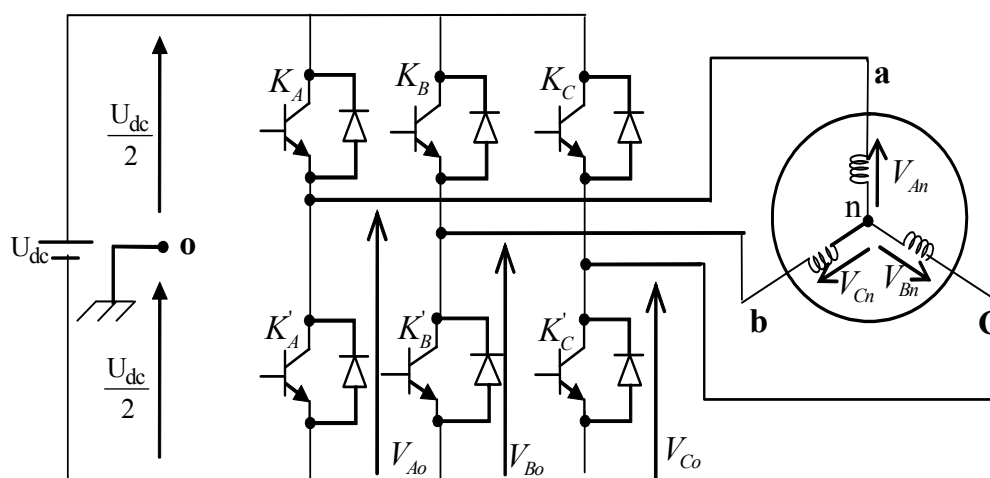 K_A
K_B
K_C
a
U_dc
2
V_An
n
o
U_dc
V_Cn
V_Bn
b
C
K'_A
K'_B
K'_C
U_dc
2
V_Ao
V_Bo
V_Co